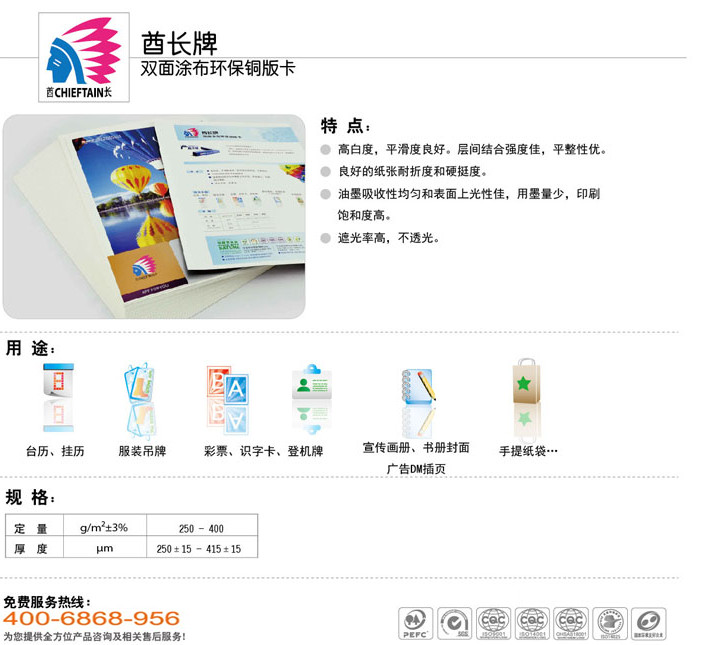 酋CHIEFTAIN长
酋长牌
双面涂布环保铜版卡
特 点：
高白度，平滑度良好。层间结合强度佳，平整性优。
良好的纸张耐折度和硬挺度。
油墨吸收性均匀和表面上光性佳，用墨量少，印刷
饱和度高。
遮光率高，不透光。
用 途：
B A
台历、挂历
服装吊牌
彩票、识字卡、登机牌
宣传画册、书册封面
广告DM插页
手提纸袋…
规 格：
定 量 g/m²±3% 250 - 400
厚 度 μm 250±15 - 415±15
免费服务热线：
400-6868-956
为您提供全方位产品咨询及相关售后服务!
PEFC SGS CQC ISO9001 CQC ISO14001 CQC OHSAS18001